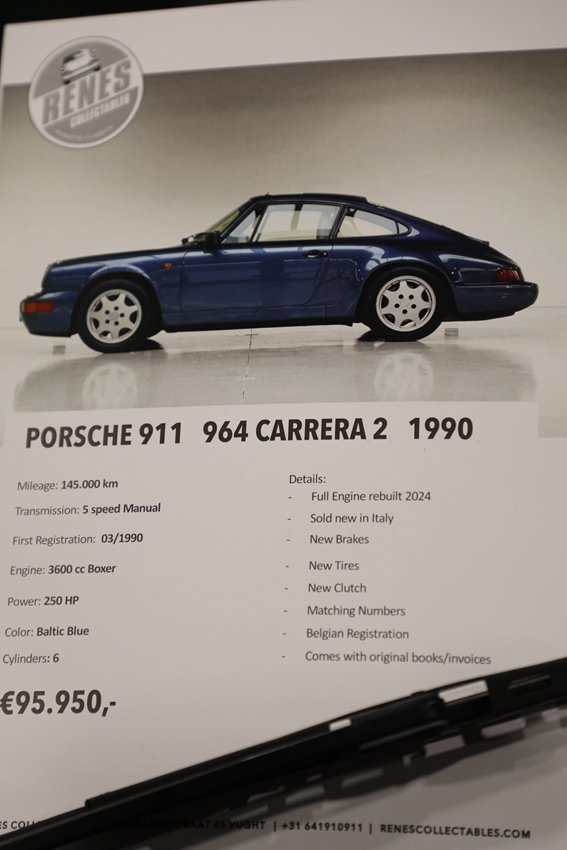 RENES
COLLECTABLES
PORSCHE 911 964 CARRERA 2 1990
Mileage: 145.000 km
Transmission: 5 speed Manual
First Registration: 03/1990
Engine: 3600 cc Boxer
Power: 250 HP
Color: Baltic Blue
Cylinders: 6
€95.950,-
Details:
- Full Engine rebuilt 2024
- Sold new in Italy
- New Brakes
- New Tires
- New Clutch
- Matching Numbers
- Belgian Registration
- Comes with original books/invoices
45 VUGHT | +31 641910911 | RENESCOLLECTABLES.COM